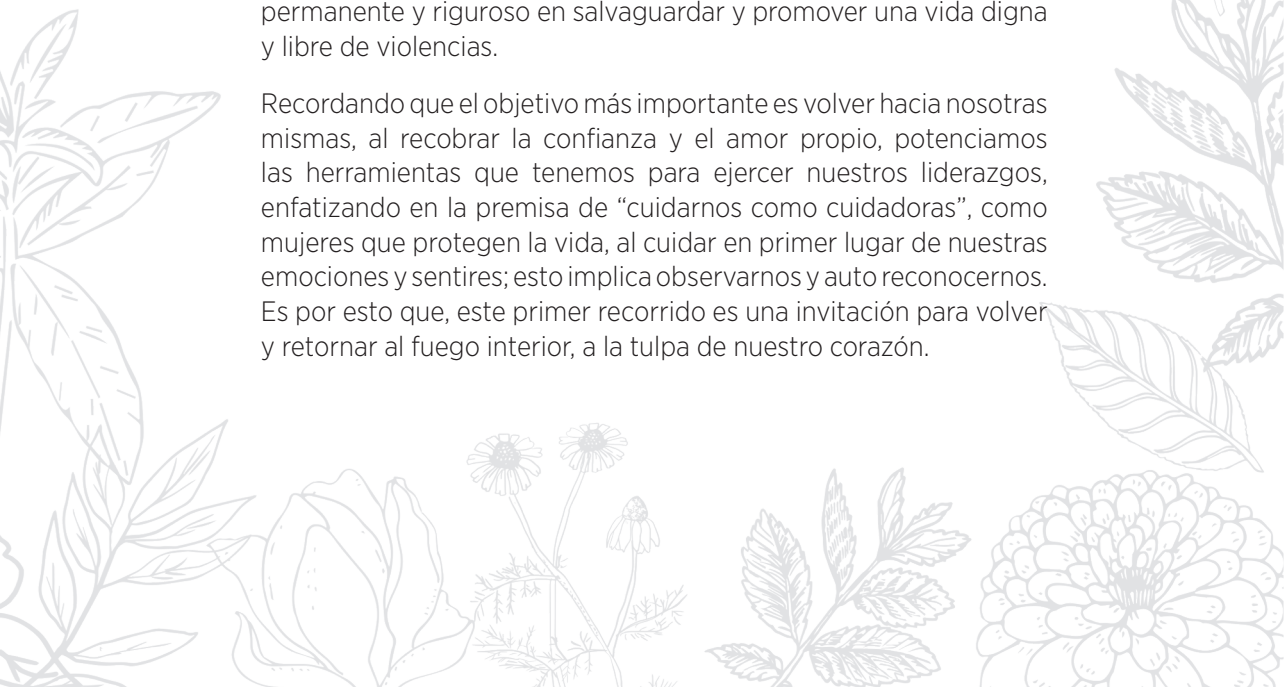 permanente y riguroso en salvaguardar y promover una vida digna
y libre de violencias.
Recordando que el objetivo más importante es volver hacia nosotras
mismas, al recobrar la confianza y el amor propio, potenciamos
las herramientas que tenemos para ejercer nuestros liderazgos,
enfatizando en la premisa de “cuidarnos como cuidadoras”, como
mujeres que protegen la vida, al cuidar en primer lugar de nuestras
emociones y sentires; esto implica observarnos y auto reconocernos.
Es por esto que, este primer recorrido es una invitación para volver
y retornar al fuego interior, a la tulpa de nuestro corazón.